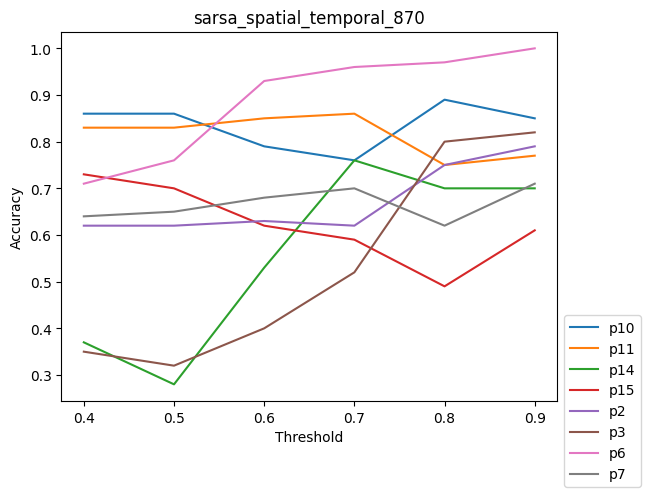 sarsa_spatial_temporal_870
1.0
0.9
0.8
0.7
0.6
0.5
0.4
0.3
Accuracy
0.4 0.5 0.6 0.7 0.8 0.9
Threshold
p10
p11
p14
p15
p2
p3
p6
p7